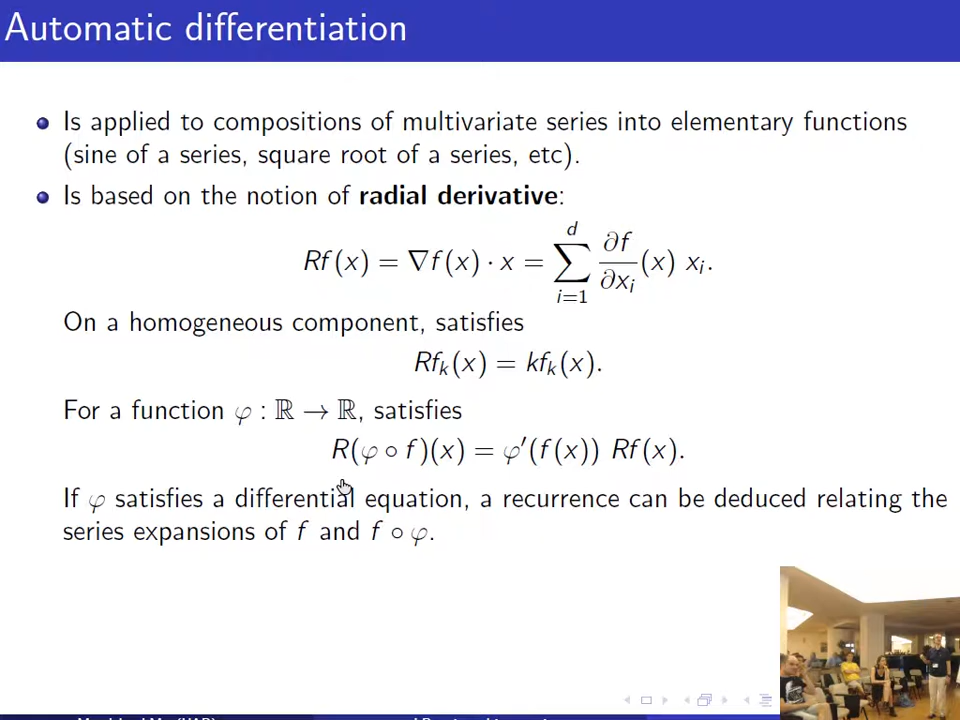 Automatic differentiation
Is applied to compositions of multivariate series into elementary functions
(sine of a series, square root of a series, etc).
Is based on the notion of radial derivative:
Rf(x) = ∇f(x) · x = ∑_{i=1}^{d} ∂f/∂x_i (x) x_i.
On a homogeneous component, satisfies
Rf_k(x) = kf_k(x).
For a function φ : ℝ → ℝ, satisfies
R(φ ∘ f)(x) = φ′(f(x)) Rf(x).
If φ satisfies a differential equation, a recurrence can be deduced relating the
series expansions of f and f ∘ φ.